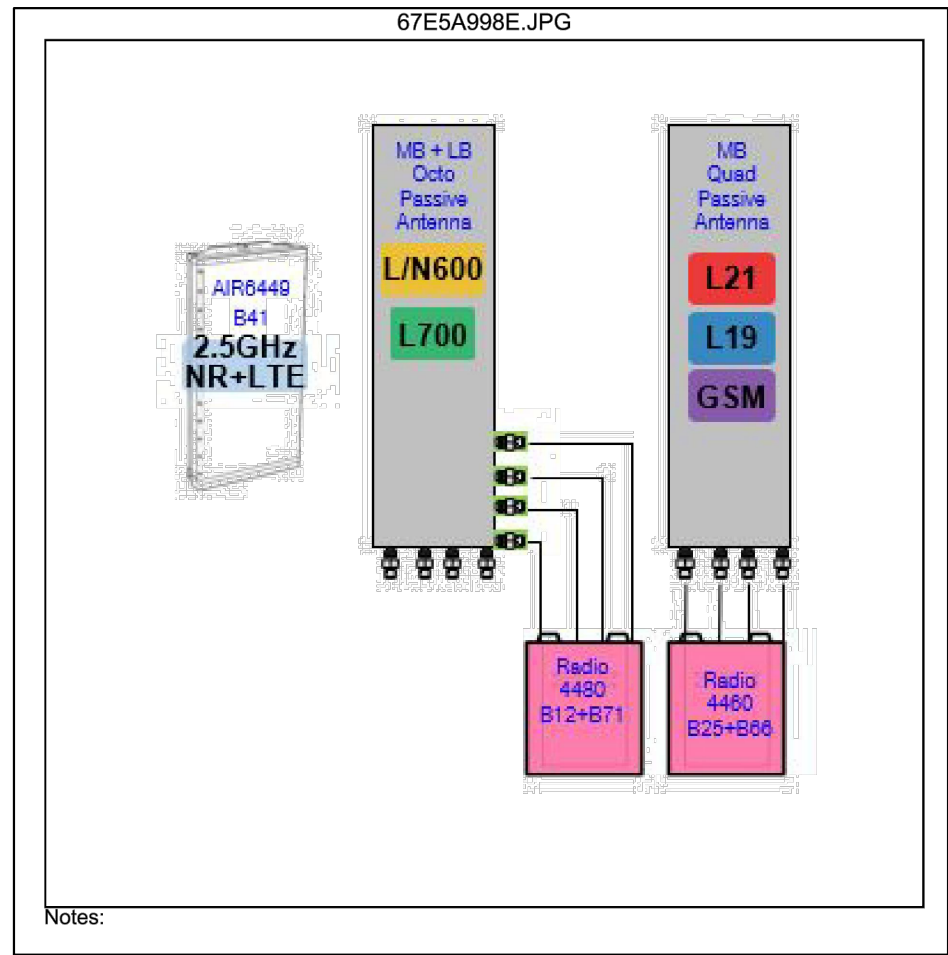 67E5A998E.JPG
MB + LB
Octo
Passive
Antenna
L/N600
L700
MB
Quad
Passive
Antenna
L21
L19
GSM
AIR6449
B41
2.5GHz
NR+LTE
Radio
4480
B12+B71
Radio
4460
B25+B66
Notes: